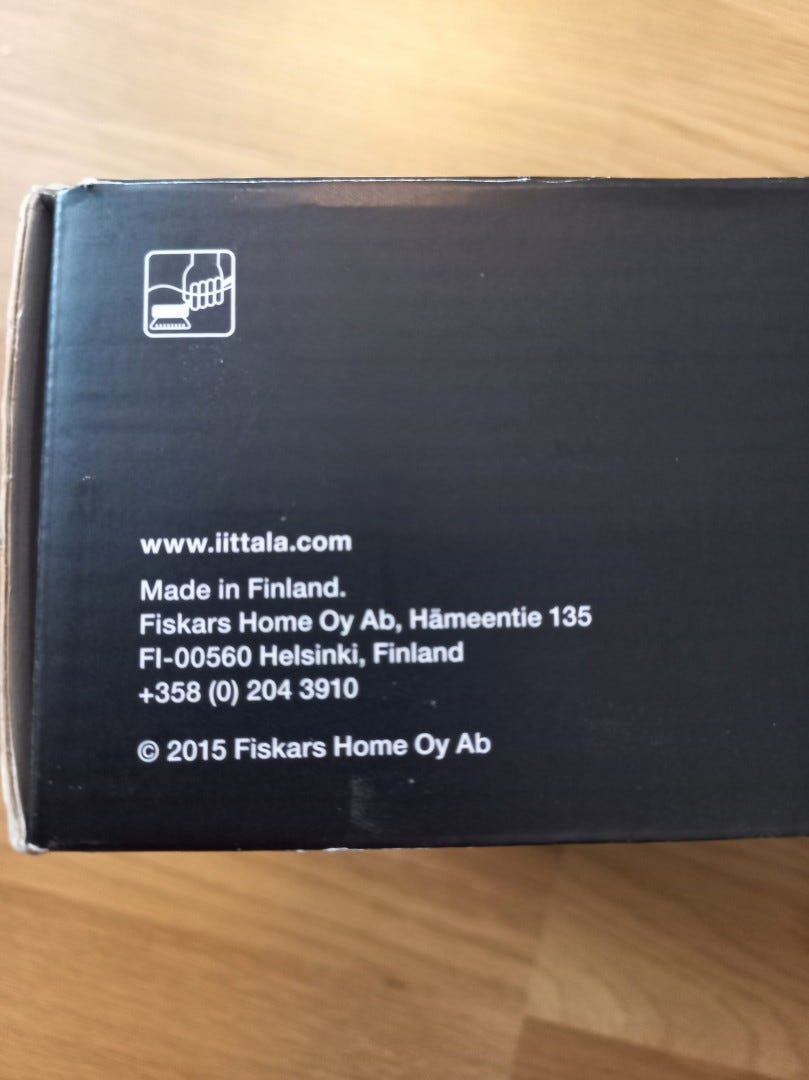 www.iittala.com
Made in Finland.
Fiskars Home Oy Ab, Hämeentie 135
FI-00560 Helsinki, Finland
+358 (0) 204 3910
© 2015 Fiskars Home Oy Ab